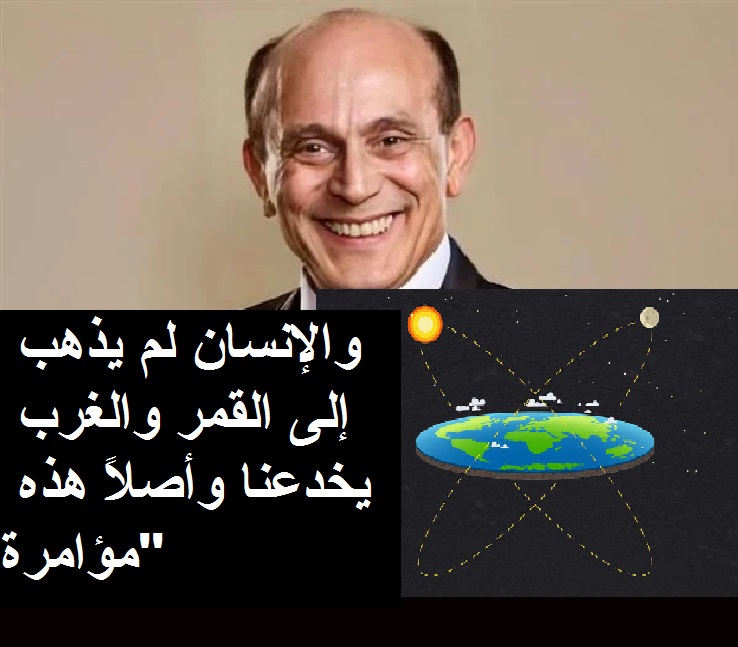 والإنسان لم يذهب
إلى القمر والغرب
يخدعنا وأصلاً هذه
مؤامرة"